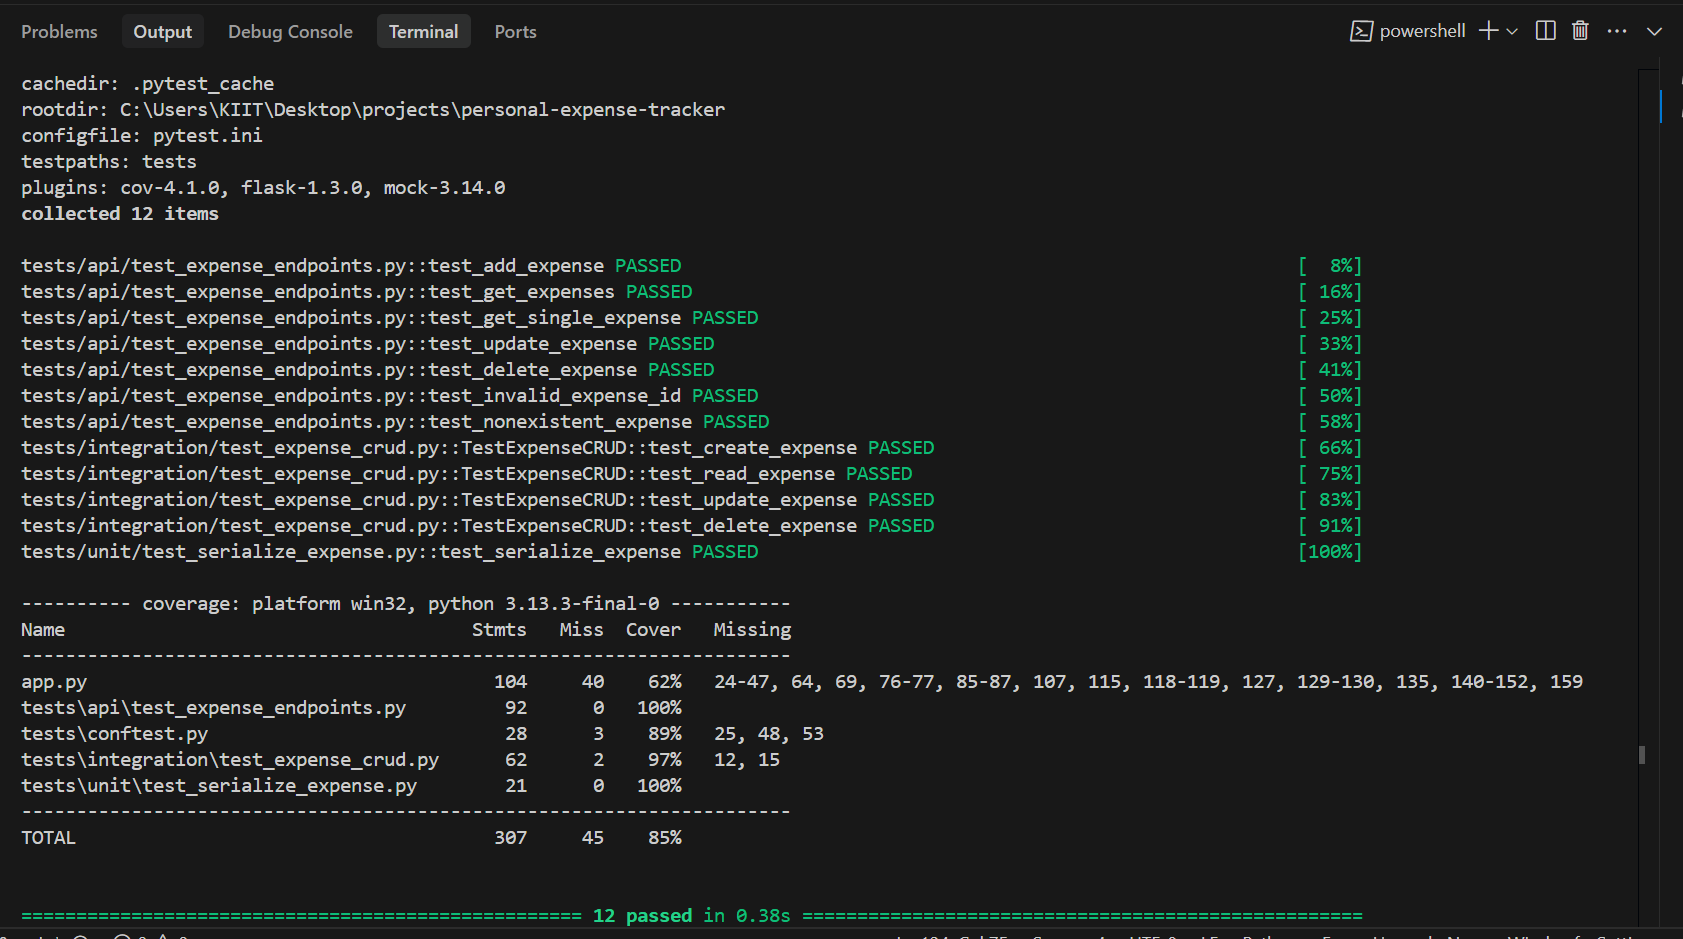 Problems Output Debug Console Terminal Ports powershell
cachedir: .pytest_cache
rootdir: C:\Users\KIIT\Desktop\projects\personal-expense-tracker
configfile: pytest.ini
testpaths: tests
plugins: cov-4.1.0, flask-1.3.0, mock-3.14.0
collected 12 items
tests/api/test_expense_endpoints.py::test_add_expense PASSED [  8%]
tests/api/test_expense_endpoints.py::test_get_expenses PASSED [ 16%]
tests/api/test_expense_endpoints.py::test_get_single_expense PASSED [ 25%]
tests/api/test_expense_endpoints.py::test_update_expense PASSED [ 33%]
tests/api/test_expense_endpoints.py::test_delete_expense PASSED [ 41%]
tests/api/test_expense_endpoints.py::test_invalid_expense_id PASSED [ 50%]
tests/api/test_expense_endpoints.py::test_nonexistent_expense PASSED [ 58%]
tests/integration/test_expense_crud.py::TestExpenseCRUD::test_create_expense PASSED [ 66%]
tests/integration/test_expense_crud.py::TestExpenseCRUD::test_read_expense PASSED [ 75%]
tests/integration/test_expense_crud.py::TestExpenseCRUD::test_update_expense PASSED [ 83%]
tests/integration/test_expense_crud.py::TestExpenseCRUD::test_delete_expense PASSED [ 91%]
tests/unit/test_serialize_expense.py::test_serialize_expense PASSED [100%]
---------- coverage: platform win32, python 3.13.3-final-0 -----------
Name Stmts Miss Cover Missing
----------------------------------------------------------------------
app.py 104 40 62% 24-47, 64, 69, 76-77, 85-87, 107, 115, 118-119, 127, 129-130, 135, 140-152, 159
tests\api\test_expense_endpoints.py 92 0 100%
tests\conftest.py 28 3 89% 25, 48, 53
tests\integration\test_expense_crud.py 62 2 97% 12, 15
tests\unit\test_serialize_expense.py 21 0 100%
----------------------------------------------------------------------
TOTAL 307 45 85%
=================================================== 12 passed in 0.38s ===================================================